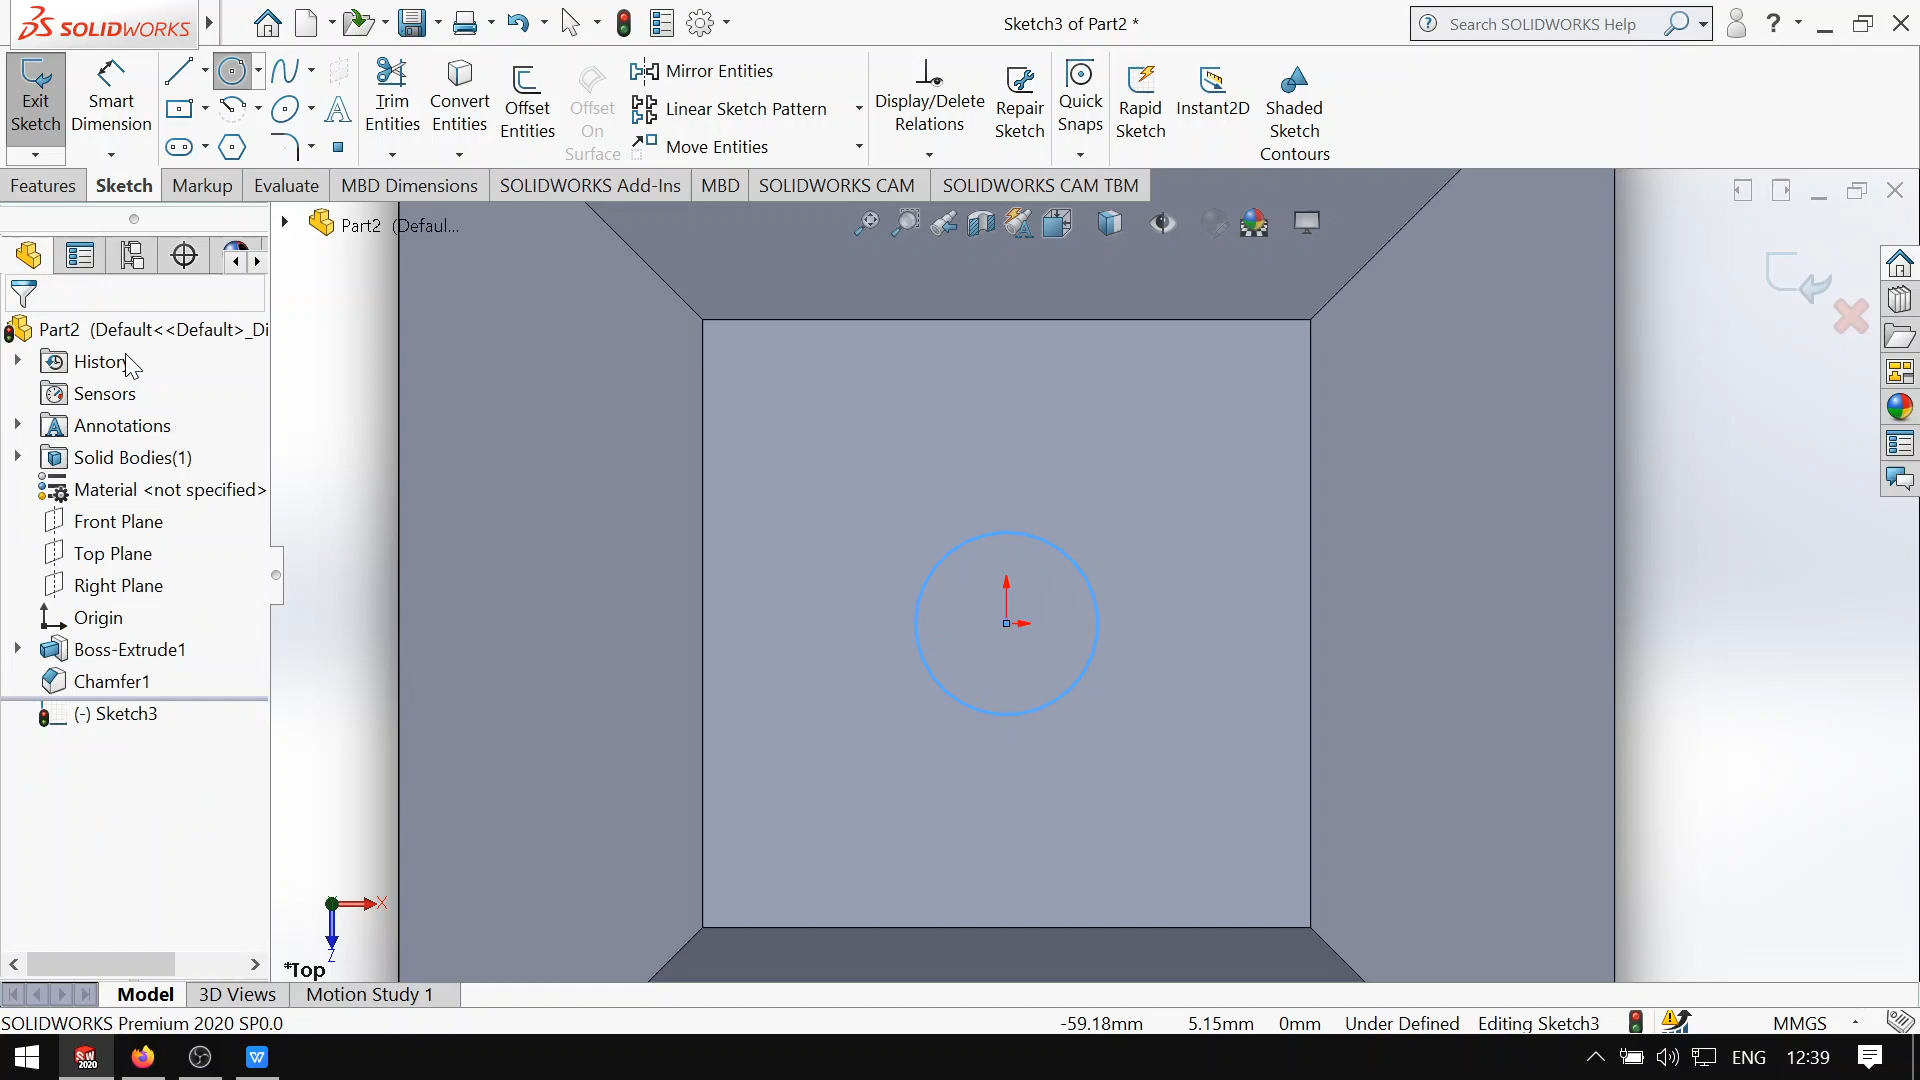 SOLIDWORKS
Sketch3 of Part2 *
Search SOLIDWORKS Help
?
Exit
Sketch
Smart
Dimension
Trim
Entities
Convert
Entities
Offset
Entities
Offset
On
Surface
Mirror Entities
Linear Sketch Pattern
Move Entities
Display/Delete
Relations
Repair
Sketch
Quick
Snaps
Rapid
Sketch
Instant2D
Shaded
Sketch
Contours
Features
Sketch
Markup
Evaluate
MBD Dimensions
SOLIDWORKS Add-Ins
MBD
SOLIDWORKS CAM
SOLIDWORKS CAM TBM
Part2 (Defaul...
Part2 (Default<<Default>_Di
History
Sensors
Annotations
Solid Bodies(1)
Material <not specified>
Front Plane
Top Plane
Right Plane
Origin
Boss-Extrude1
Chamfer1
(-) Sketch3
X
Z
*Top
Model
3D Views
Motion Study 1
SOLIDWORKS Premium 2020 SP0.0
-59.18mm
5.15mm
0mm
Under Defined
Editing Sketch3
MMGS
SW
2020
W
ENG
12:39